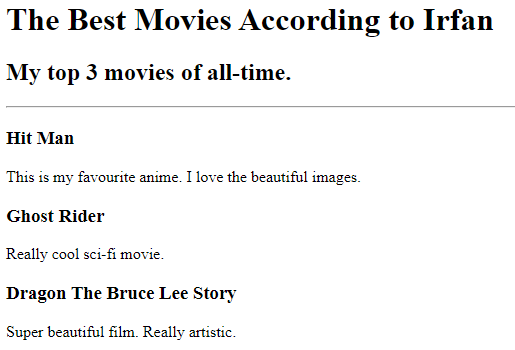 The Best Movies According to Irfan
My top 3 movies of all-time.
Hit Man
This is my favourite anime. I love the beautiful images.
Ghost Rider
Really cool sci-fi movie.
Dragon The Bruce Lee Story
Super beautiful film. Really artistic.